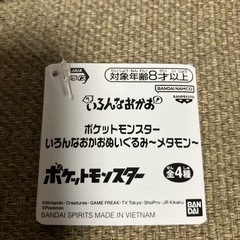 対象年齢8才以上
BANDAI NAMCO
BANPRESTO
いろんなおかお
ポケットモンスター
いろんなおかおぬいぐるみ〜メタモン〜
ポケットモンスター
全4種
©Nintendo・Creatures・GAME FREAK・TV Tokyo・ShoPro・JR Kikaku
©Pokémon
BANDAI SPIRITS MADE IN VIETNAM
BANDAI